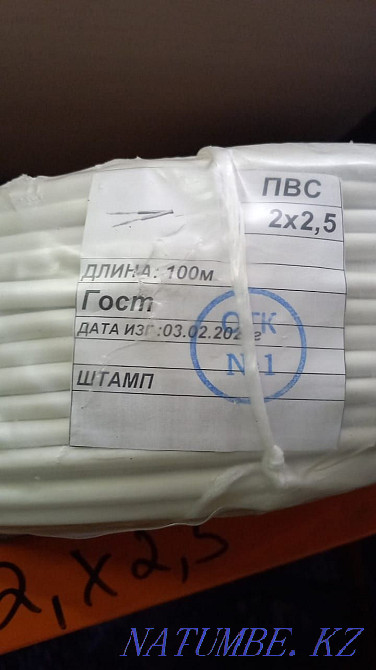 ПВС
2х2,5
ДЛИНА: 100м
Гост
ДАТА ИЗГ.:03.02.202 г
ОТК
№1
ШТАМП
2,х2,5
NATUMBE. KZ